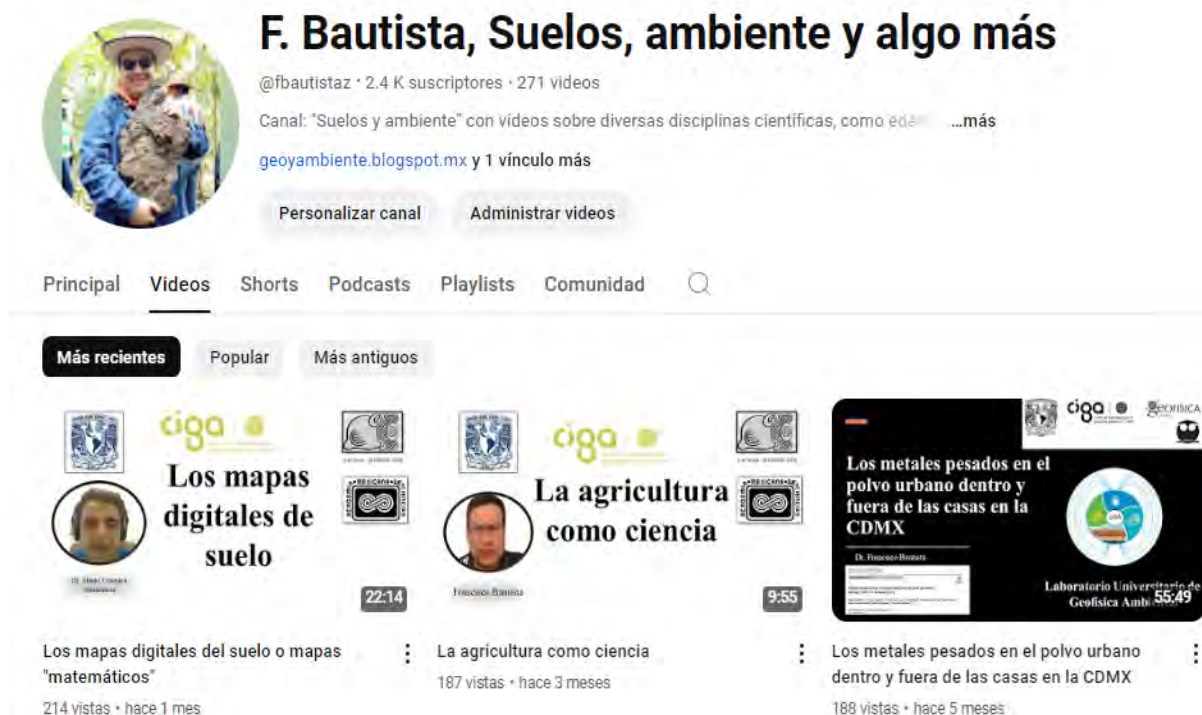 F. Bautista, Suelos, ambiente y algo más
@fbautistaz · 2.4 K suscriptores · 271 videos
Canal: "Suelos y ambiente" con videos sobre diversas disciplinas científicas, como eda ...más
geoyambiente.blogspot.mx y 1 vínculo más
Personalizar canal Administrar videos
Principal Videos Shorts Podcasts Playlists Comunidad
Más recientes Popular Más antiguos
ciga
Los mapas
digitales de
suelo
22:14
Los mapas digitales del suelo o mapas
"matemáticos"
214 vistas · hace 1 mes
ciga
La agricultura
como ciencia
Francisco Bautista
9:55
La agricultura como ciencia
187 vistas · hace 3 meses
ciga GEOFISICA
Los metales pesados en el
polvo urbano dentro y
fuera de las casas en la
CDMX
Dr. Francisco Bautista
Laboratorio Universitario de
Geofísica
55:49
Los metales pesados en el polvo urbano
dentro y fuera de las casas en la CDMX
188 vistas · hace 5 meses